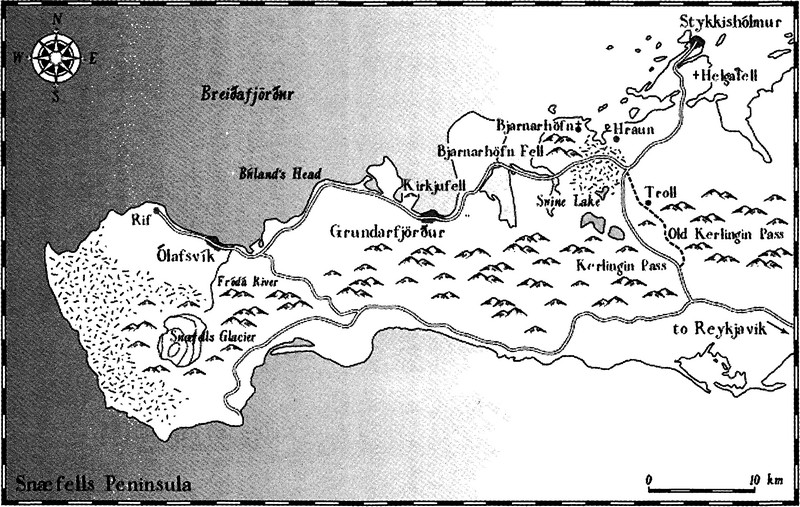 N
W E
S
Stykkishólmur
Helgafell
Breiðafjörður
Bjarnarhöfn
Hraun
Bjarnarhöfn Fell
Búland's Head
Kirkjufell
Swine Lake
Troll
Rif
Grundarfjörður
Old Kerlingin Pass
Ólafsvík
Kerlingin Pass
Fródá River
Snæfells Glacier
to Reykjavík
Snæfells Peninsula
0 10 km